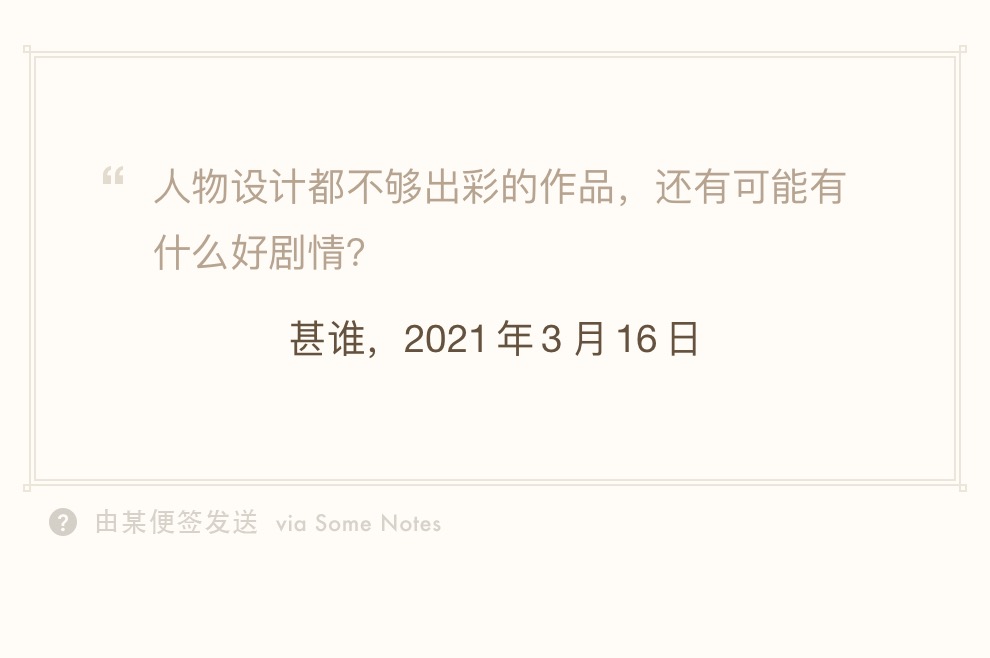 “ 人物设计都不够出彩的作品，还有可能有
什么好剧情？
甚谁，2021 年 3 月 16 日
? 由某便签发送 via Some Notes